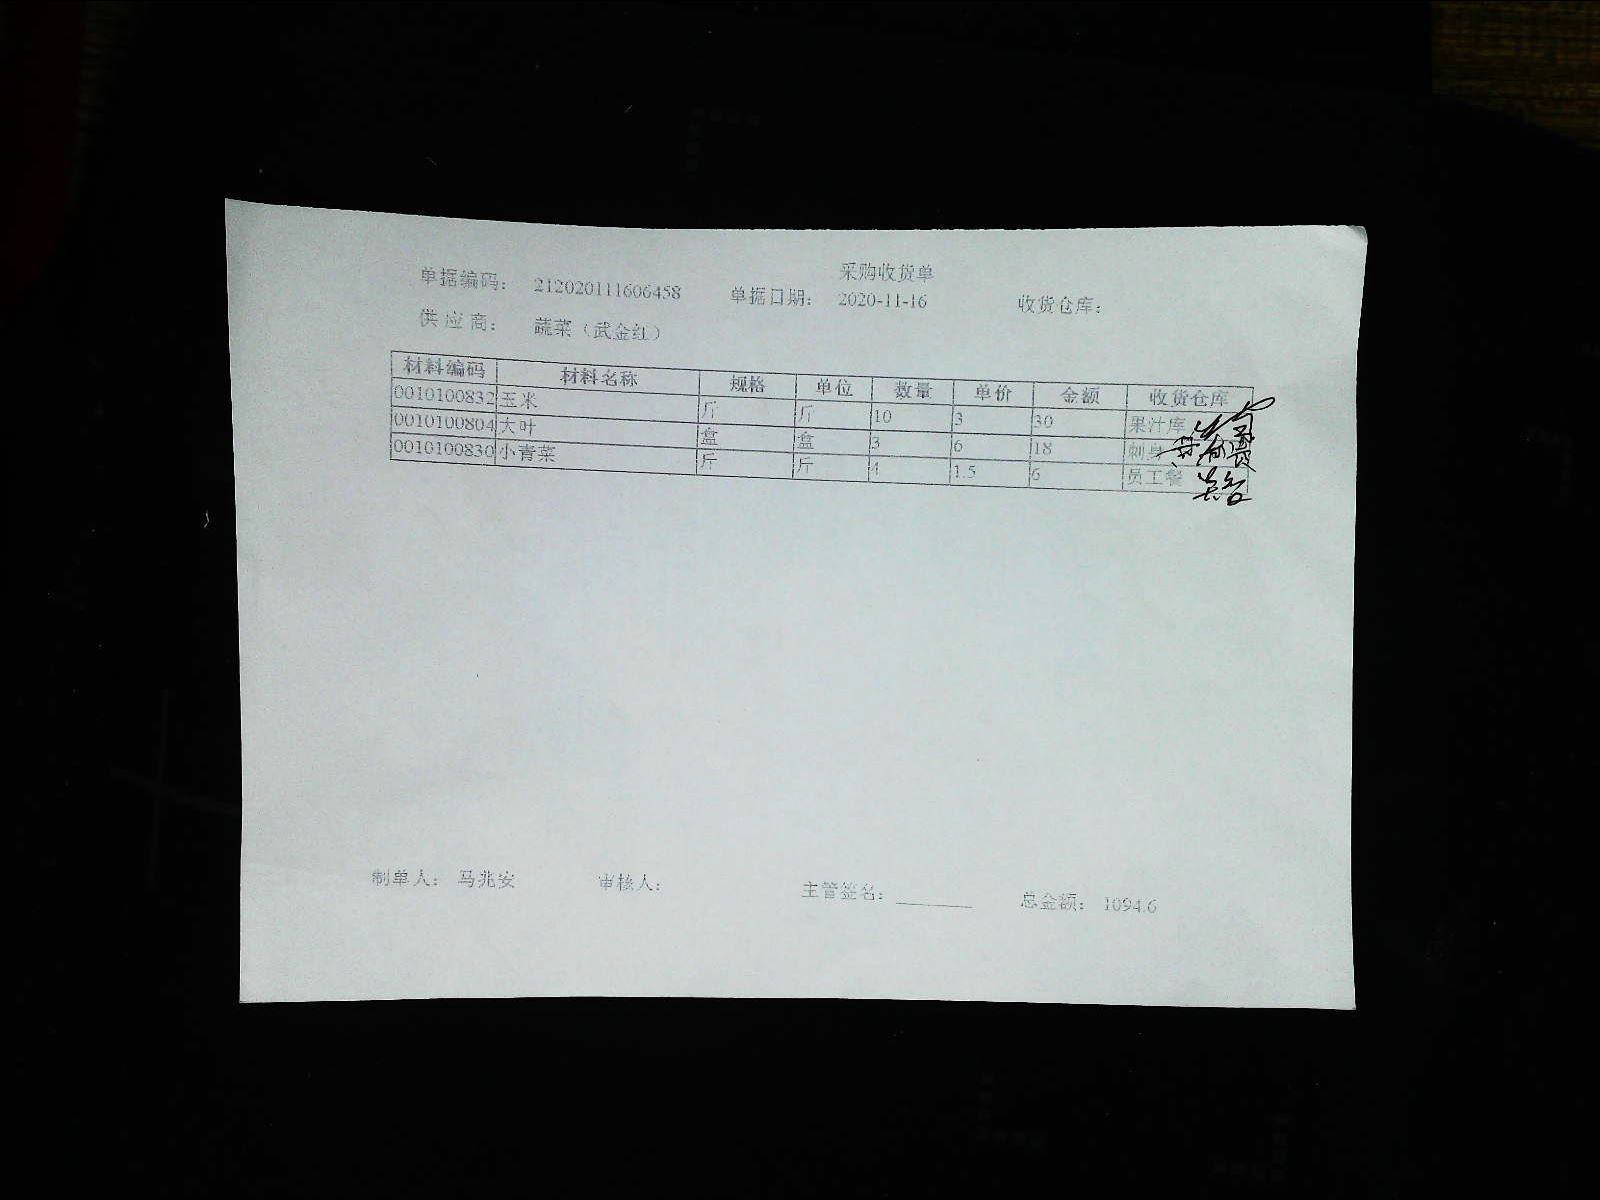 采购收货单
单据编码： 212020111606458 单据日期： 2020-11-16 收货仓库：
供应商： 蔬菜（武金红）
材料编码 材料名称 规格 单位 数量 单价 金额 收货仓库
0010100832 玉米 斤 斤 10 3 30 果汁库
0010100804 大叶 盒 盒 3 6 18 刺身
0010100830 小青菜 斤 斤 4 1.5 6 员工餐
制单人： 马兆安 审核人： 主管签名： 总金额： 1094.6